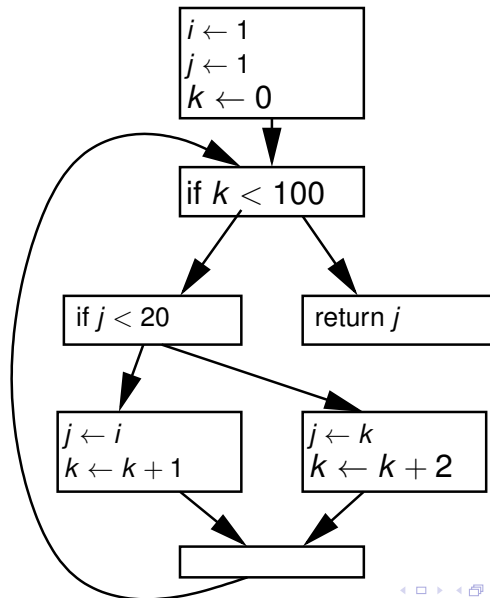 i ← 1
j ← 1
k ← 0
if k < 100
if j < 20
return j
j ← i
k ← k + 1
j ← k
k ← k + 2